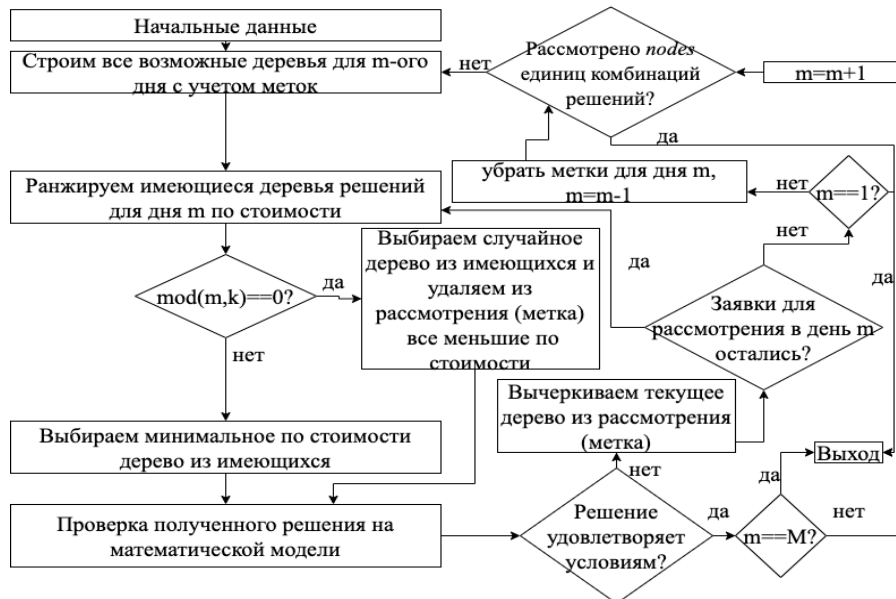 Начальные данные
Строим все возможные деревья для m-ого
дня с учетом меток
Ранжируем имеющиеся деревья решений
для дня m по стоимости
mod(m,k)==0?
да
нет
Выбираем случайное
дерево из имеющихся и
удаляем из
рассмотрения (метка)
все меньшие по
стоимости
Выбираем минимальное по стоимости
дерево из имеющихся
Проверка полученного решения на
математической модели
Решение
удовлетворяет
условиям?
да
нет
Вычеркиваем текущее
дерево из рассмотрения
(метка)
m==M?
да
нет
Выход
Заявки для
рассмотрения в день m
остались?
да
нет
m==1?
да
нет
убрать метки для дня m,
m=m-1
Рассмотрено nodes
единиц комбинаций
решений?
нет
да
m=m+1